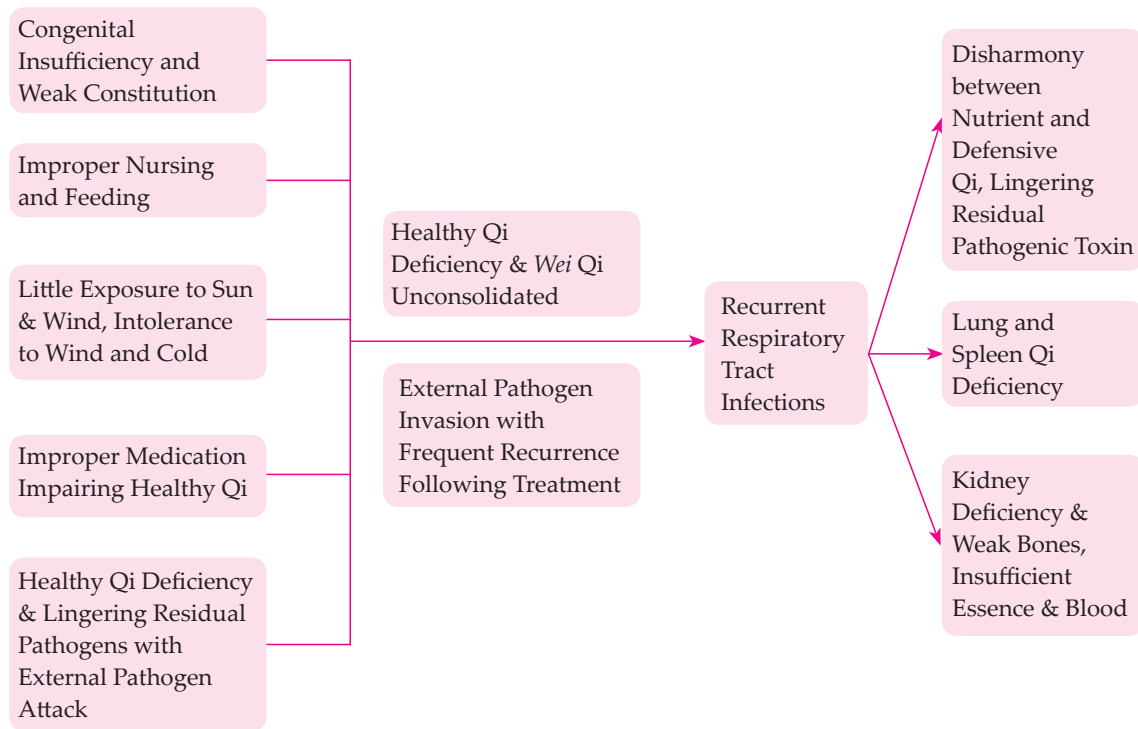 Congenital
Insufficiency and
Weak Constitution
Improper Nursing
and Feeding
Little Exposure to Sun
& Wind, Intolerance
to Wind and Cold
Improper Medication
Impairing Healthy Qi
Healthy Qi Deficiency
& Lingering Residual
Pathogens with
External Pathogen
Attack
Healthy Qi
Deficiency & Wei Qi
Unconsolidated
External Pathogen
Invasion with
Frequent Recurrence
Following Treatment
Recurrent
Respiratory
Tract
Infections
Disharmony
between
Nutrient and
Defensive
Qi, Lingering
Residual
Pathogenic Toxin
Lung and
Spleen Qi
Deficiency
Kidney
Deficiency &
Weak Bones,
Insufficient
Essence & Blood